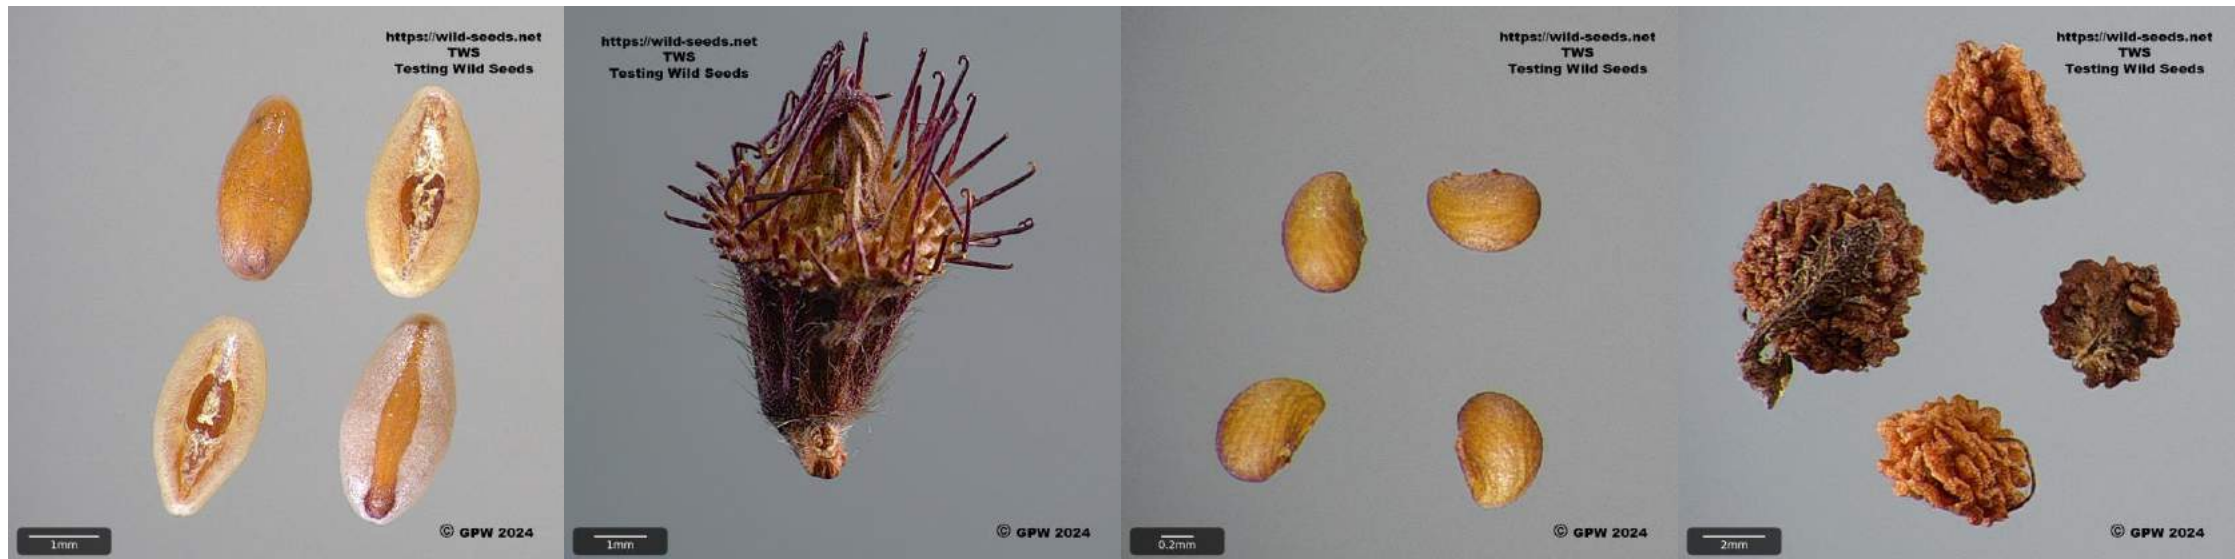 https://wild-seeds.net
TWS
Testing Wild Seeds
1mm
© GPW 2024
https://wild-seeds.net
TWS
Testing Wild Seeds
1mm
© GPW 2024
https://wild-seeds.net
TWS
Testing Wild Seeds
0.2mm
© GPW 2024
https://wild-seeds.net
TWS
Testing Wild Seeds
2mm
© GPW 2024